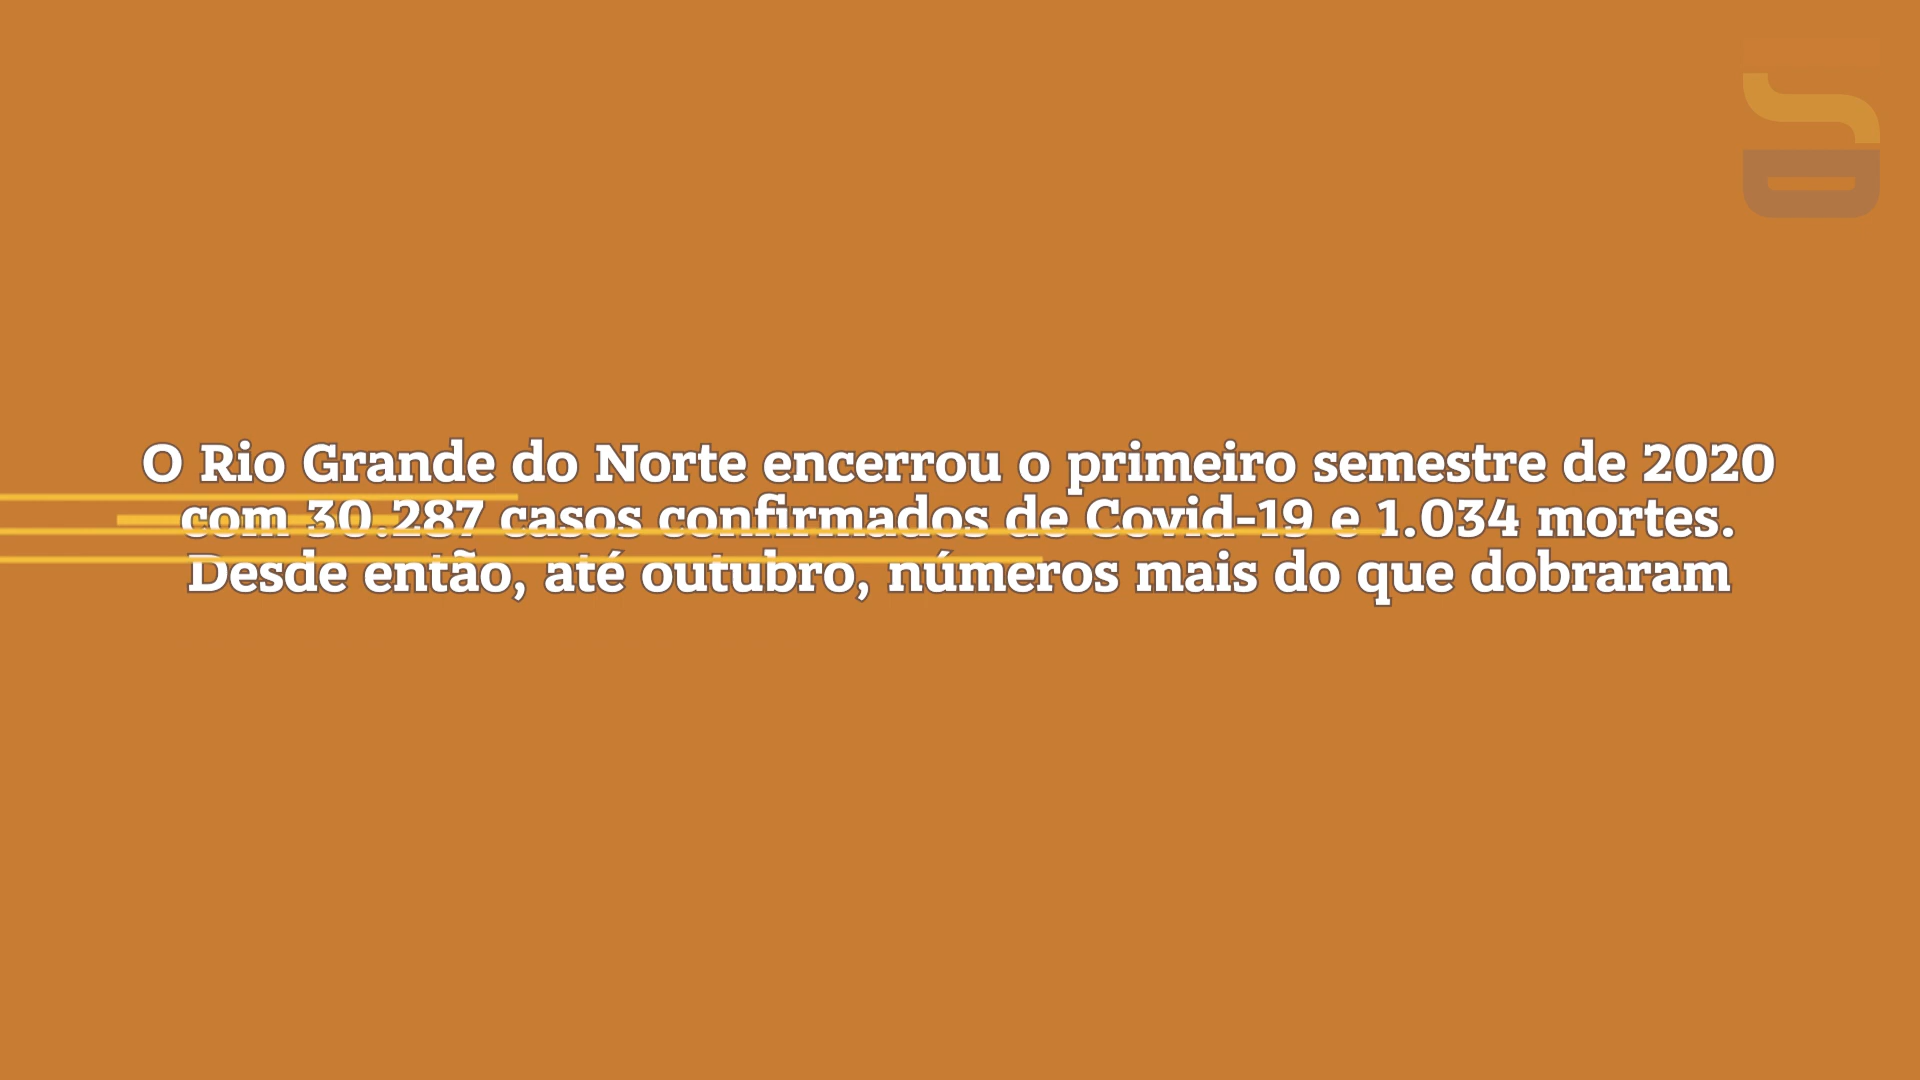 O Rio Grande do Norte encerrou o primeiro semestre de 2020
com 30.287 casos confirmados de Covid-19 e 1.034 mortes.
Desde então, até outubro, números mais do que dobraram